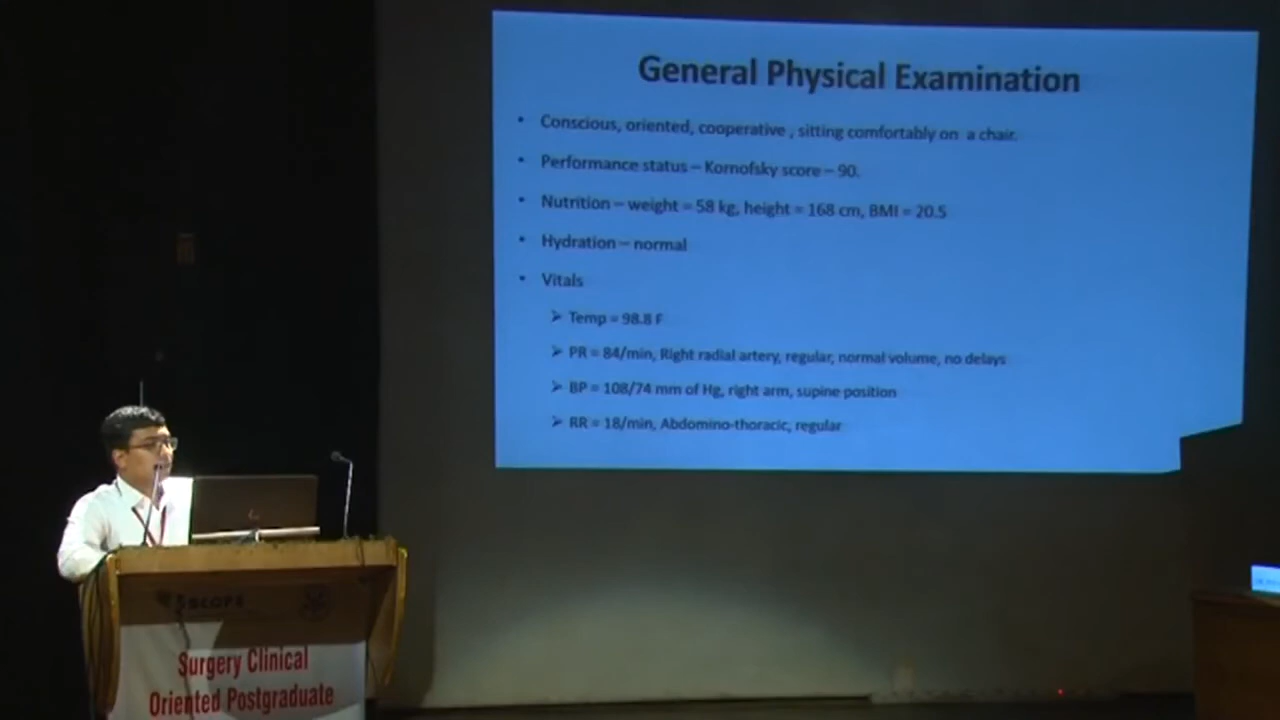 General Physical Examination
• Conscious, oriented, cooperative , sitting comfortably on a chair.
• Performance status – Kornofsky score – 90.
• Nutrition – weight = 58 kg, height = 168 cm, BMI = 20.5
• Hydration – normal
• Vitals
➢ Temp = 98.8 F
➢ PR = 84/min, Right radial artery, regular, normal volume, no delays
➢ BP = 108/74 mm of Hg, right arm, supine position
➢ RR = 18/min, Abdomino-thoracic, regular
SCOPE
Surgery Clinical
Oriented Postgraduate